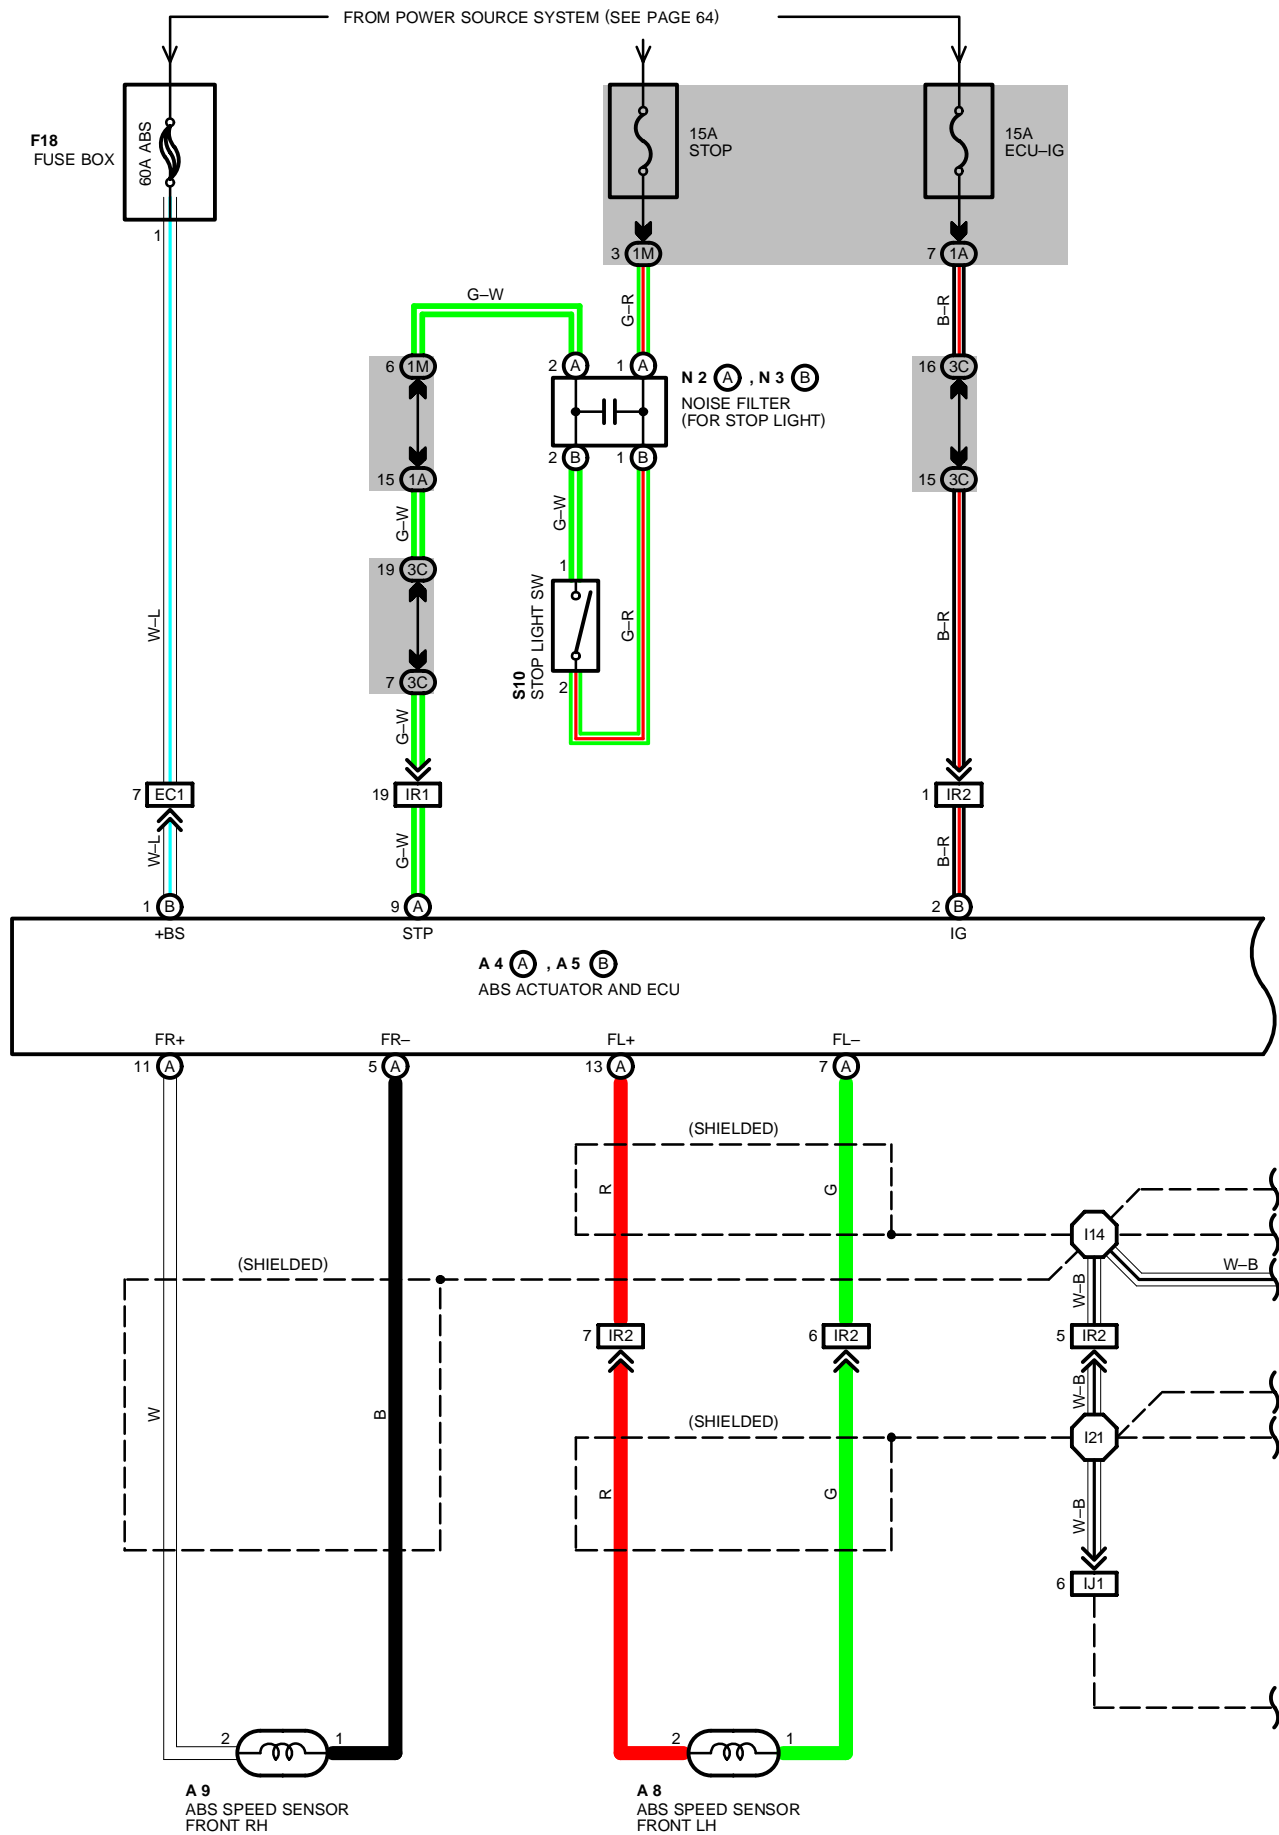 FROM POWER SOURCE SYSTEM (SEE PAGE 64)
F18
FUSE BOX
60A ABS
1
15A
STOP
15A
ECU–IG
3 1M
7 1A
G–W
G–R
B–R
6 1M
2 A
1 A
N 2 A , N 3 B
NOISE FILTER
(FOR STOP LIGHT)
16 3C
2 B
1 B
15 1A
15 3C
G–W
G–W
1
19 3C
S10
STOP LIGHT SW
2
W–L
G–R
B–R
7 3C
G–W
7 EC1
19 IR1
1 IR2
W–L
G–W
B–R
1 B
9 A
2 B
+BS
STP
IG
A 4 A , A 5 B
ABS ACTUATOR AND ECU
FR+
FR–
FL+
FL–
11 A
5 A
13 A
7 A
(SHIELDED)
R
G
I14
(SHIELDED)
W–B
W–B
7 IR2
6 IR2
5 IR2
W–B
W
B
(SHIELDED)
I21
R
G
W–B
6 IJ1
2
1
2
1
A 9
ABS SPEED SENSOR
FRONT RH
A 8
ABS SPEED SENSOR
FRONT LH